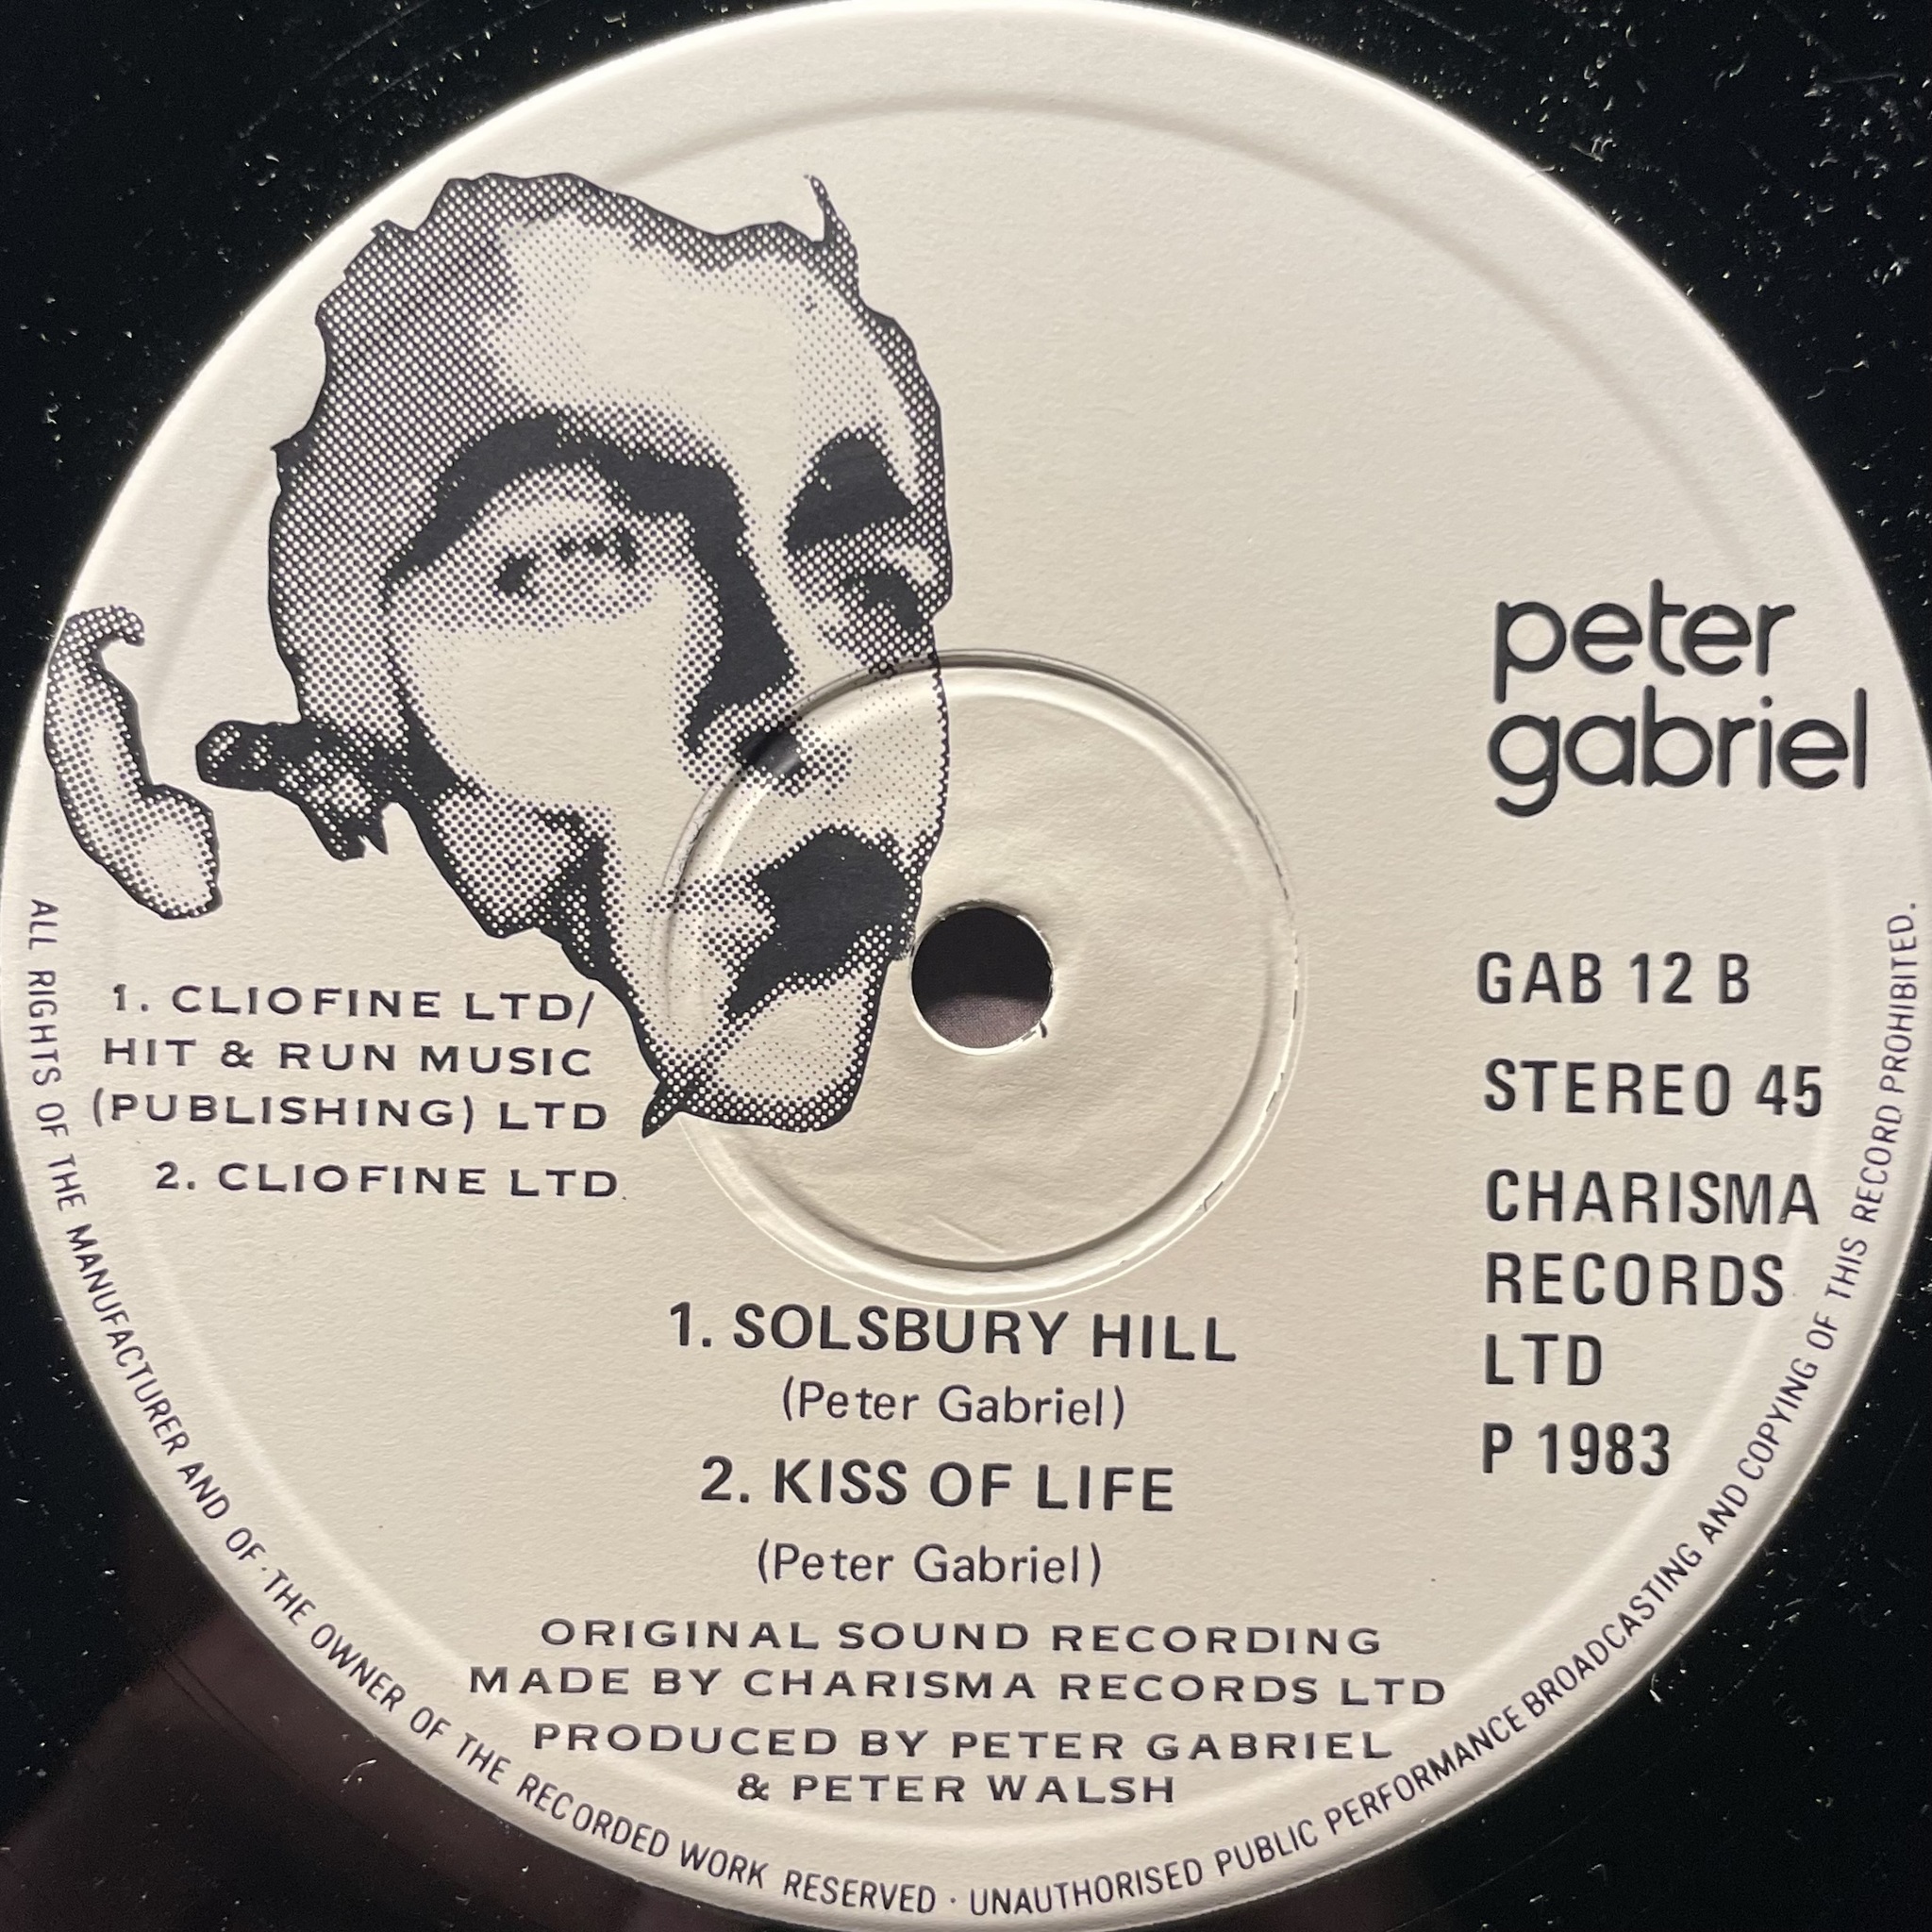 peter
gabriel
GAB 12 B
STEREO 45
CHARISMA
RECORDS
LTD
P 1983
1. CLIOFINE LTD/
HIT & RUN MUSIC
(PUBLISHING) LTD
2. CLIOFINE LTD.
1. SOLSBURY HILL
(Peter Gabriel)
2. KISS OF LIFE
(Peter Gabriel)
ORIGINAL SOUND RECORDING
MADE BY CHARISMA RECORDS LTD
PRODUCED BY PETER GABRIEL
& PETER WALSH
ALL RIGHTS OF THE MANUFACTURER AND OF THE OWNER OF THE RECORDED WORK RESERVED · UNAUTHORISED PUBLIC PERFORMANCE BROADCASTING AND COPYING OF THIS RECORD PROHIBITED.